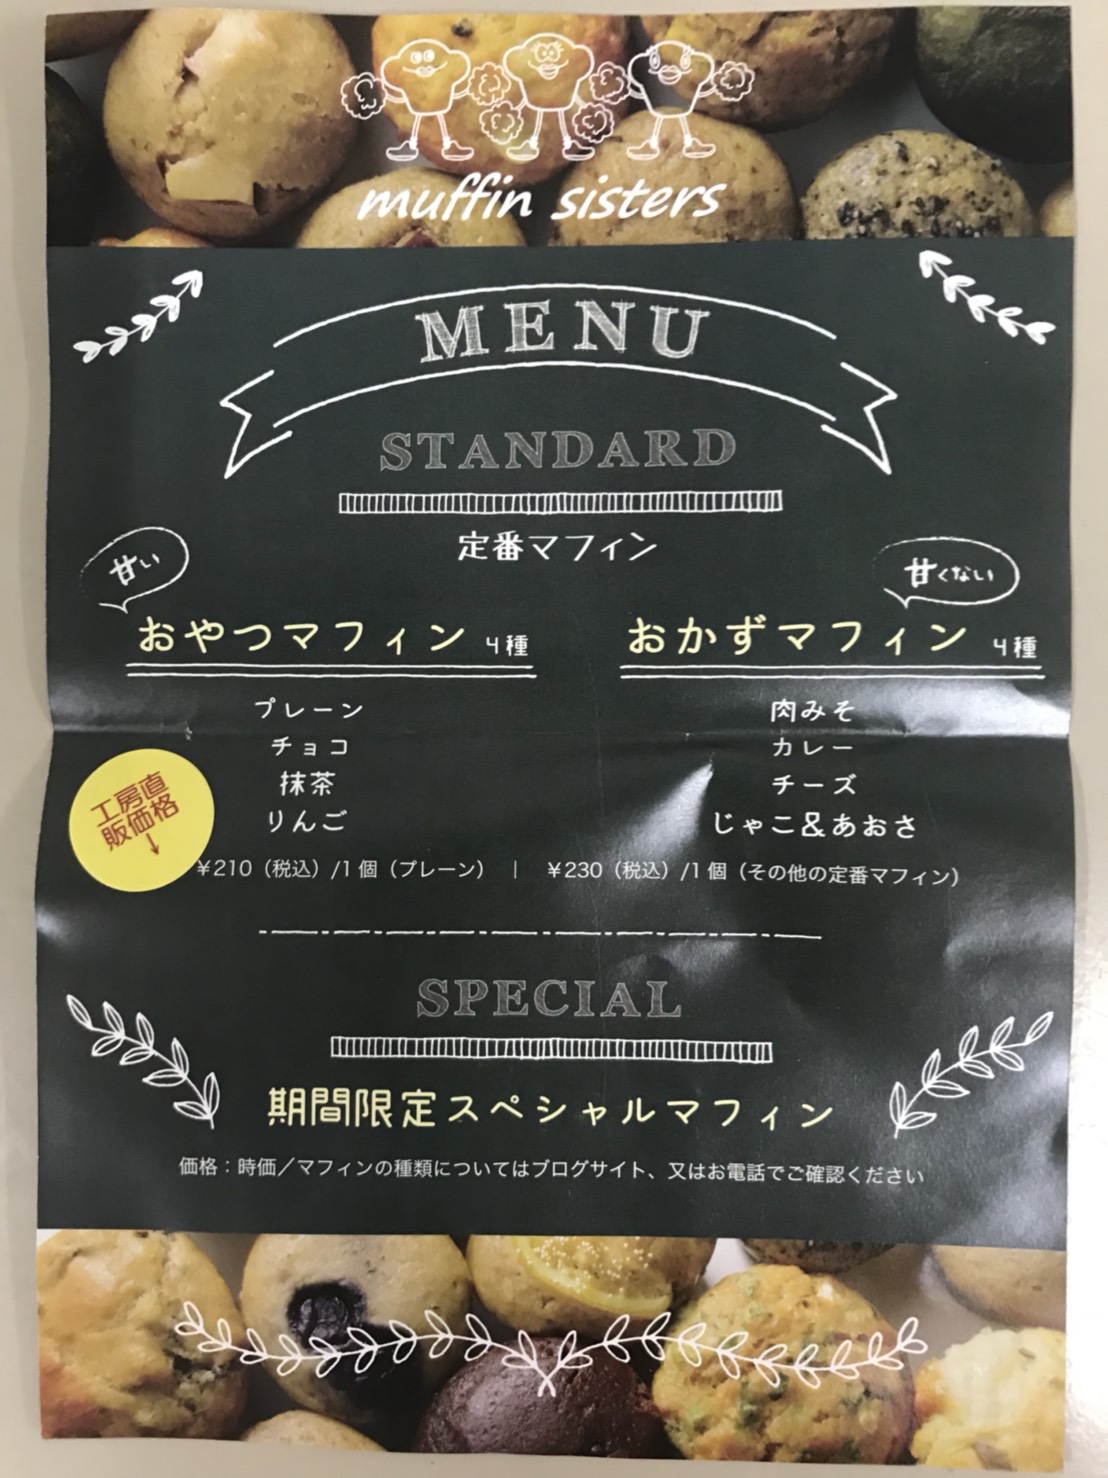 muffin sisters
MENU
STANDARD
定番マフィン
甘い
おやつマフィン 4種
プレーン
チョコ
抹茶
りんご
甘くない
おかずマフィン 4種
肉みそ
カレー
チーズ
じゃこ&あおさ
工房直
販価格
↓
¥210（税込）/1個（プレーン） | ¥230（税込）/1個（その他の定番マフィン）
SPECIAL
期間限定スペシャルマフィン
価格：時価／マフィンの種類についてはブログサイト、又はお電話でご確認ください